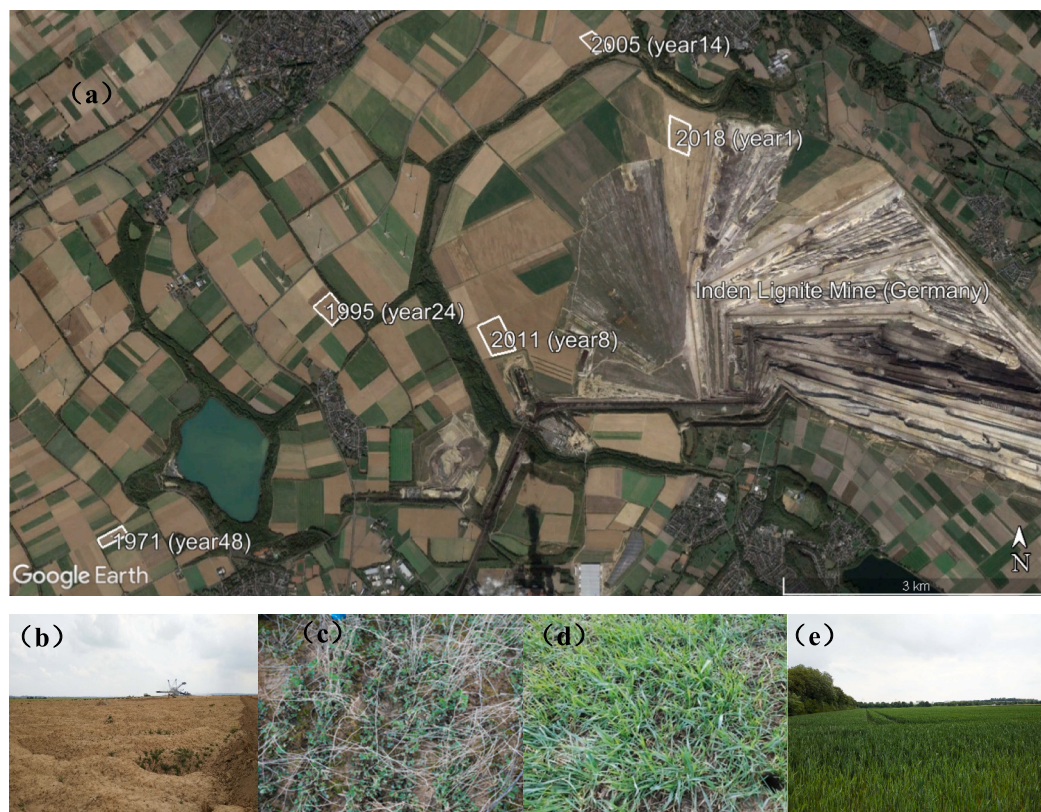 (a)
2005 (year14)
2018 (year1)
Inden Lignite Mine (Germany)
1995 (year24)
2011 (year8)
1971 (year48)
Google Earth
N
3 km
(b)
(c)
(d)
(e)